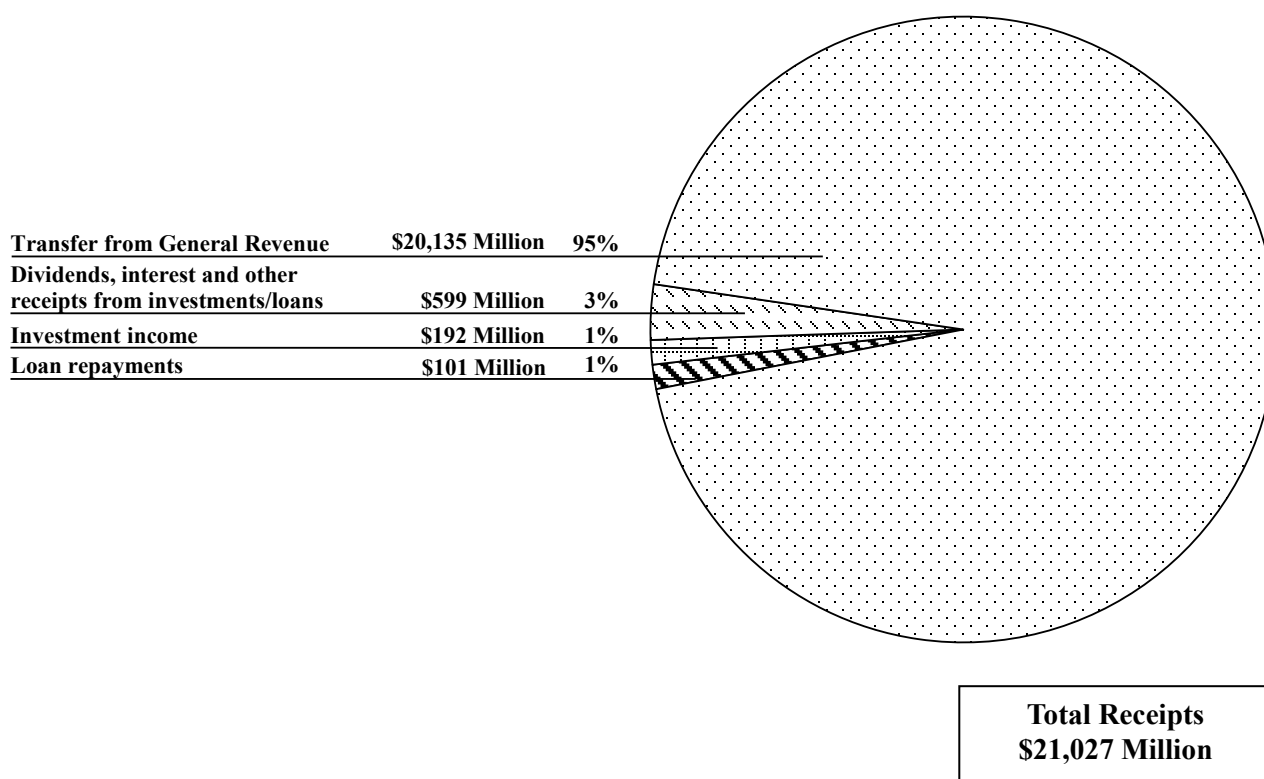 Transfer from General Revenue $20,135 Million 95%
Dividends, interest and other
receipts from investments/loans $599 Million 3%
Investment income $192 Million 1%
Loan repayments $101 Million 1%
Total Receipts
$21,027 Million